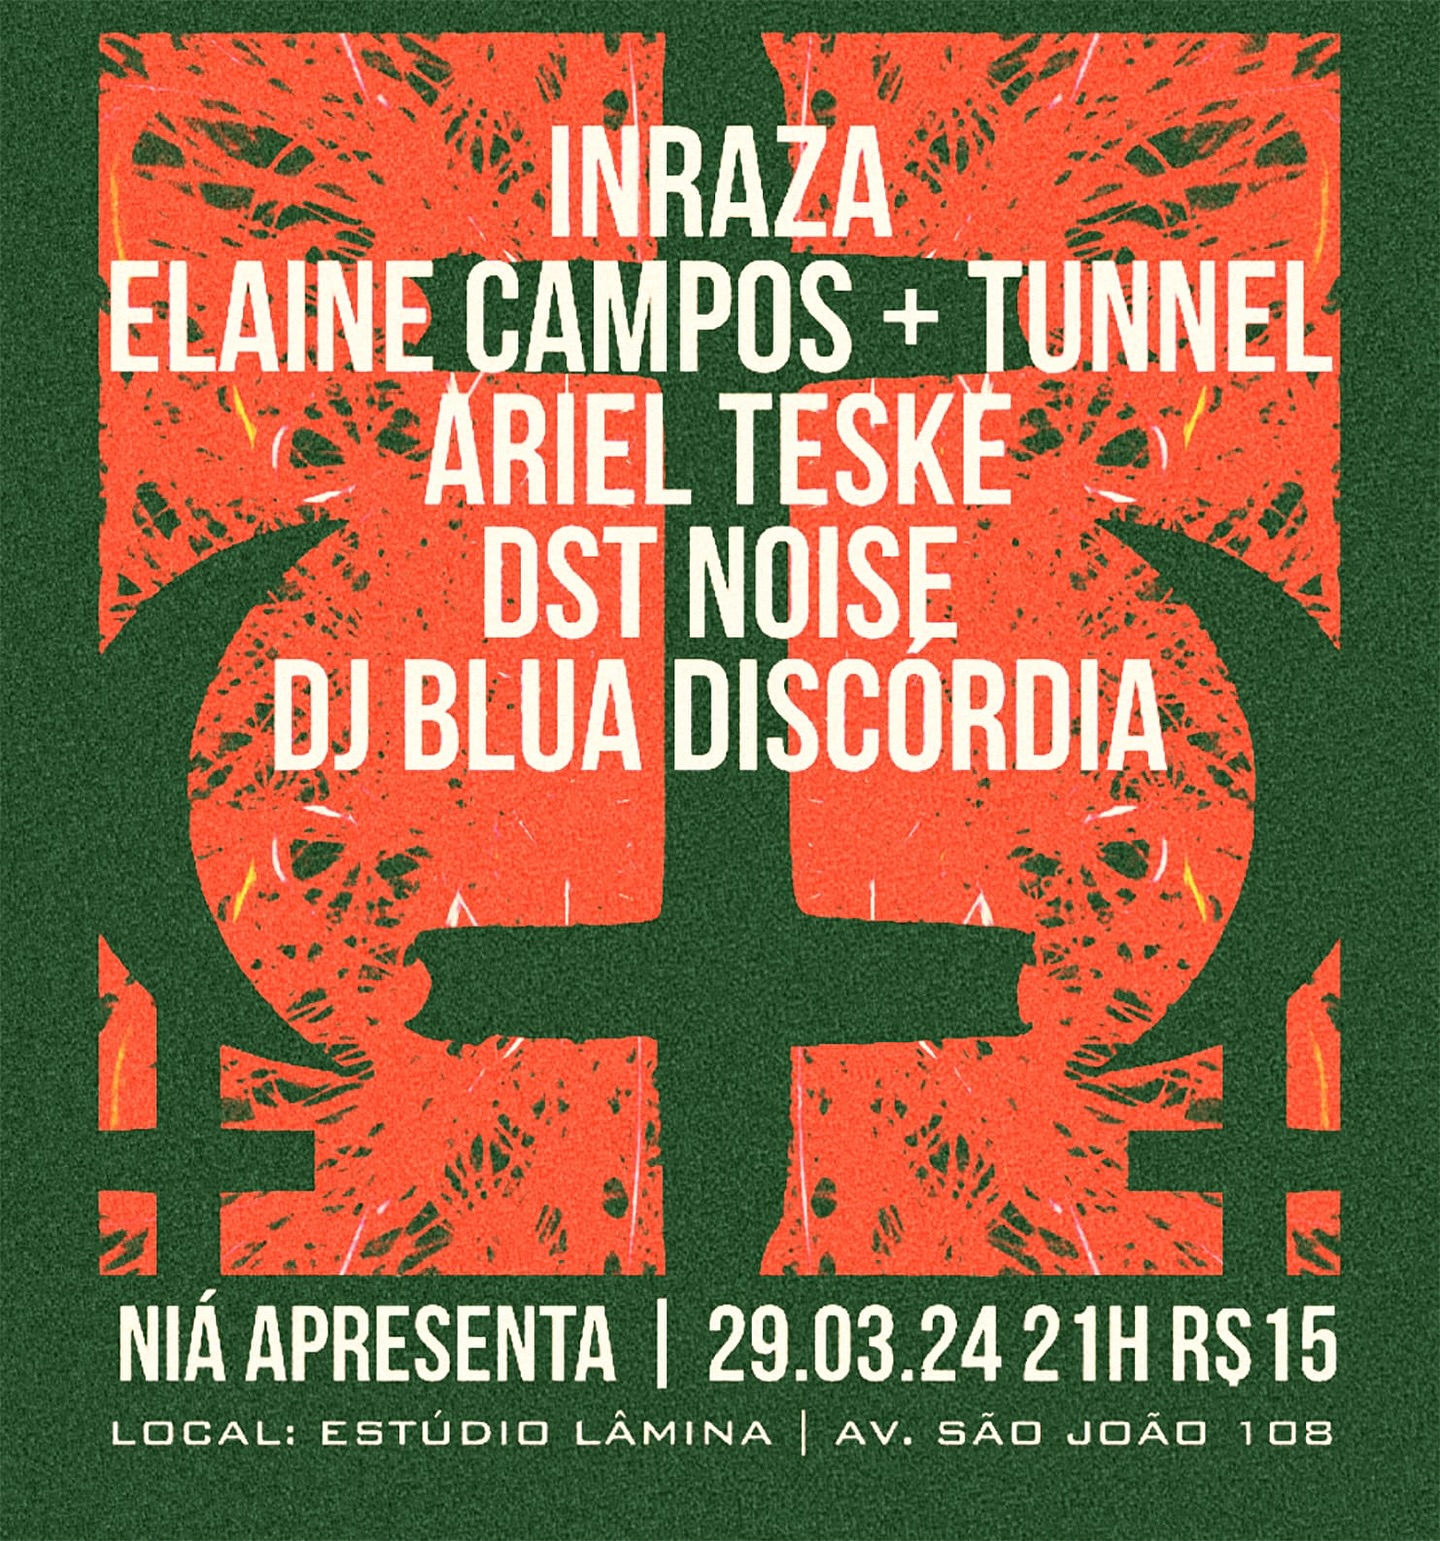 INRAZA
ELAINE CAMPOS + TUNNEL
ARIEL TESKE
DST NOISE
DJ BLUA DISCÓRDIA
NIÁ APRESENTA | 29.03.24 21H R$15
LOCAL: ESTÚDIO LÂMINA | AV. SÃO JOÃO 108